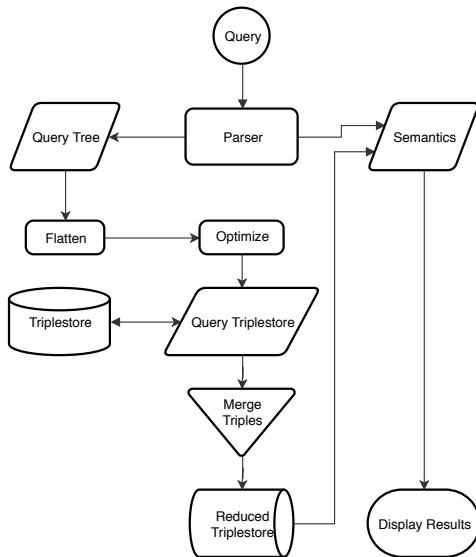 Query
Query Tree
Parser
Semantics
Flatten
Optimize
Triplestore
Query Triplestore
Merge
Triples
Reduced
Triplestore
Display Results